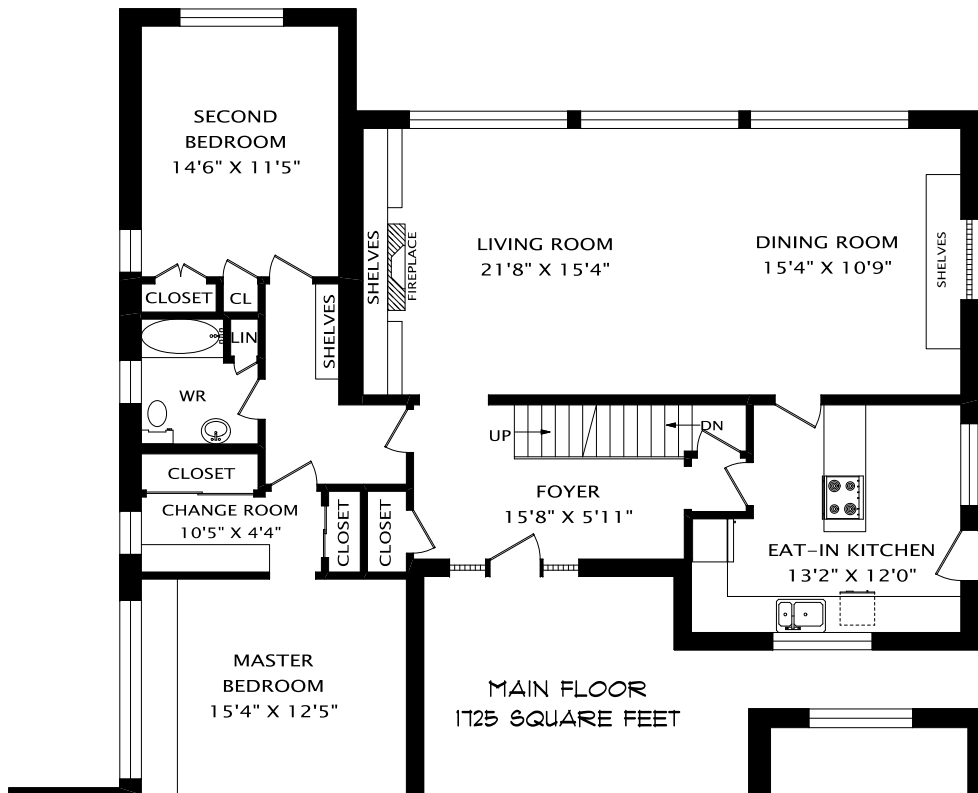 SECOND
BEDROOM
14'6" X 11'5"
SHELVES
FIREPLACE
LIVING ROOM
21'8" X 15'4"
DINING ROOM
15'4" X 10'9"
SHELVES
CLOSET
CL
LIN
SHELVES
WR
UP
DN
CLOSET
CHANGE ROOM
10'5" X 4'4"
CLOSET
CLOSET
FOYER
15'8" X 5'11"
EAT-IN KITCHEN
13'2" X 12'0"
MASTER
BEDROOM
15'4" X 12'5"
MAIN FLOOR
1725 SQUARE FEET